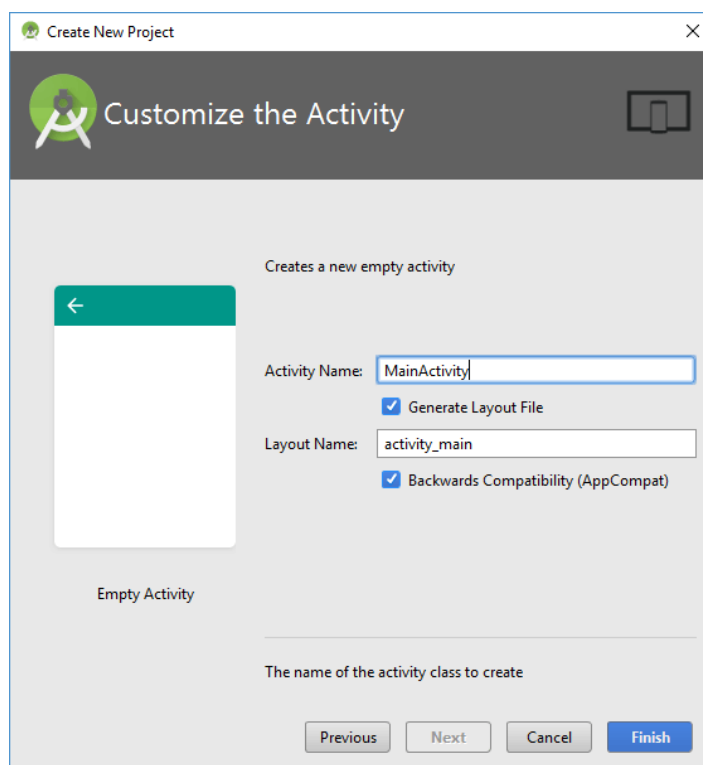 Create New Project
Customize the Activity
Creates a new empty activity
Activity Name: MainActivity
Generate Layout File
Layout Name: activity_main
Backwards Compatibility (AppCompat)
Empty Activity
The name of the activity class to create
Previous Next Cancel Finish